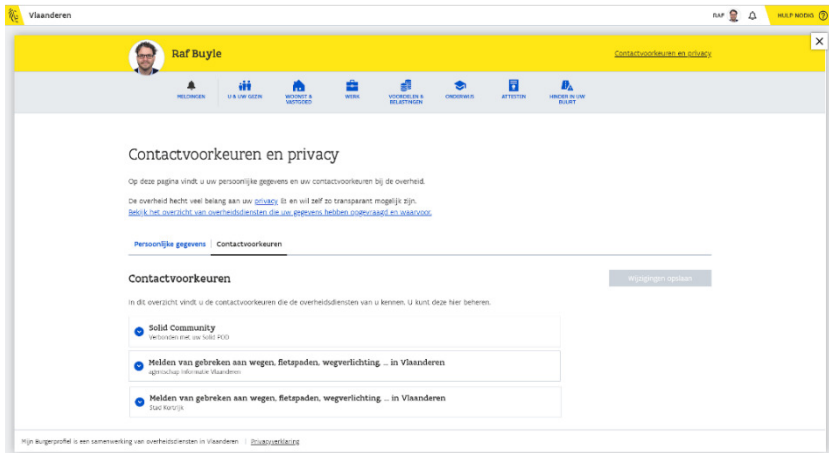 Vlaanderen
RAF
HULP NODIG
Raf Buyle
Contactvoorkeuren en privacy
MELDINGEN
U & UW GEZIN
WOONST & VASTGOED
WERK
VOORDELEN & BELASTINGEN
ONDERWIJS
ATTESTEN
HINDER IN UW BUURT
Contactvoorkeuren en privacy
Op deze pagina vindt u uw persoonlijke gegevens en uw contactvoorkeuren bij de overheid.
De overheid hecht veel belang aan uw privacy en wil zelf zo transparant mogelijk zijn.
Bekijk het overzicht van overheidsdiensten die uw gegevens hebben opgevraagd en waarvoor.
Persoonlijke gegevens
Contactvoorkeuren
Contactvoorkeuren
Wijzigingen opslaan
In dit overzicht vindt u de contactvoorkeuren die de overheidsdiensten van u kennen. U kunt deze hier beheren.
Solid Community
Verbonden met uw Solid POD
Melden van gebreken aan wegen, fietspaden, wegverlichting, ... in Vlaanderen
agentschap Informatie Vlaanderen
Melden van gebreken aan wegen, fietspaden, wegverlichting, ... in Vlaanderen
Stad Kortrijk
Mijn Burgerprofiel is een samenwerking van overheidsdiensten in Vlaanderen
Privacyverklaring